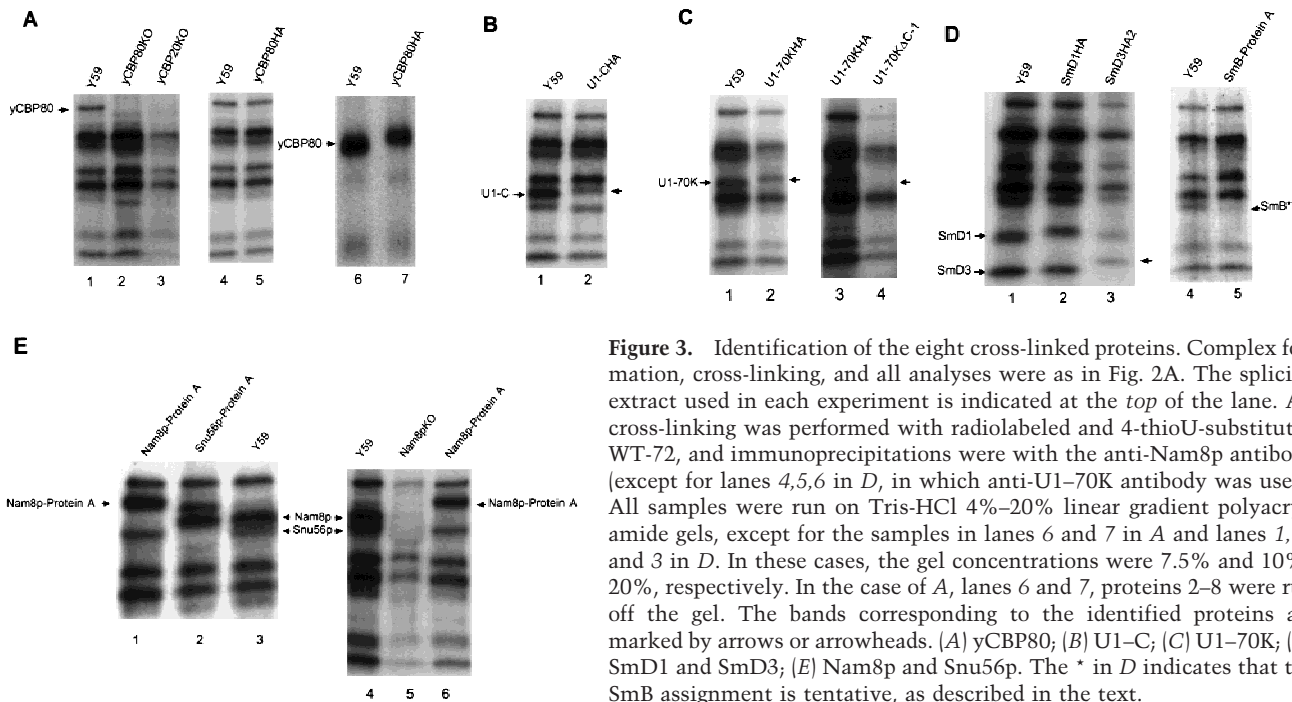 A
Y59 yCBP80KO yCBP20KO
Y59 yCBP80HA
Y59 yCBP80HA
yCBP80
yCBP80
1 2 3
4 5
6 7
B
Y59 U1-CHA
U1-C
1 2
C
Y59 U1-70KHA
U1-70KHA U1-70KΔC-1
U1-70K
1 2
3 4
D
Y59 SmD1HA SmD3HA2
Y59 SmB-Protein A
SmD1
SmD3
SmB*
1 2 3
4 5
E
Nam8p-Protein A Snu56p-Protein A Y59
Y59 Nam8pKO Nam8p-Protein A
Nam8p-Protein A
Nam8p
Snu56p
Nam8p-Protein A
1 2 3
4 5 6
Figure 3. Identification of the eight cross-linked proteins. Complex fo
mation, cross-linking, and all analyses were as in Fig. 2A. The splici
extract used in each experiment is indicated at the top of the lane. A
cross-linking was performed with radiolabeled and 4-thioU-substitut
WT-72, and immunoprecipitations were with the anti-Nam8p antibo
(except for lanes 4,5,6 in D, in which anti-U1–70K antibody was use
All samples were run on Tris-HCl 4%–20% linear gradient polyacr
amide gels, except for the samples in lanes 6 and 7 in A and lanes 1,
and 3 in D. In these cases, the gel concentrations were 7.5% and 10%
20%, respectively. In the case of A, lanes 6 and 7, proteins 2–8 were ru
off the gel. The bands corresponding to the identified proteins a
marked by arrows or arrowheads. (A) yCBP80; (B) U1–C; (C) U1–70K; (
SmD1 and SmD3; (E) Nam8p and Snu56p. The * in D indicates that t
SmB assignment is tentative, as described in the text.